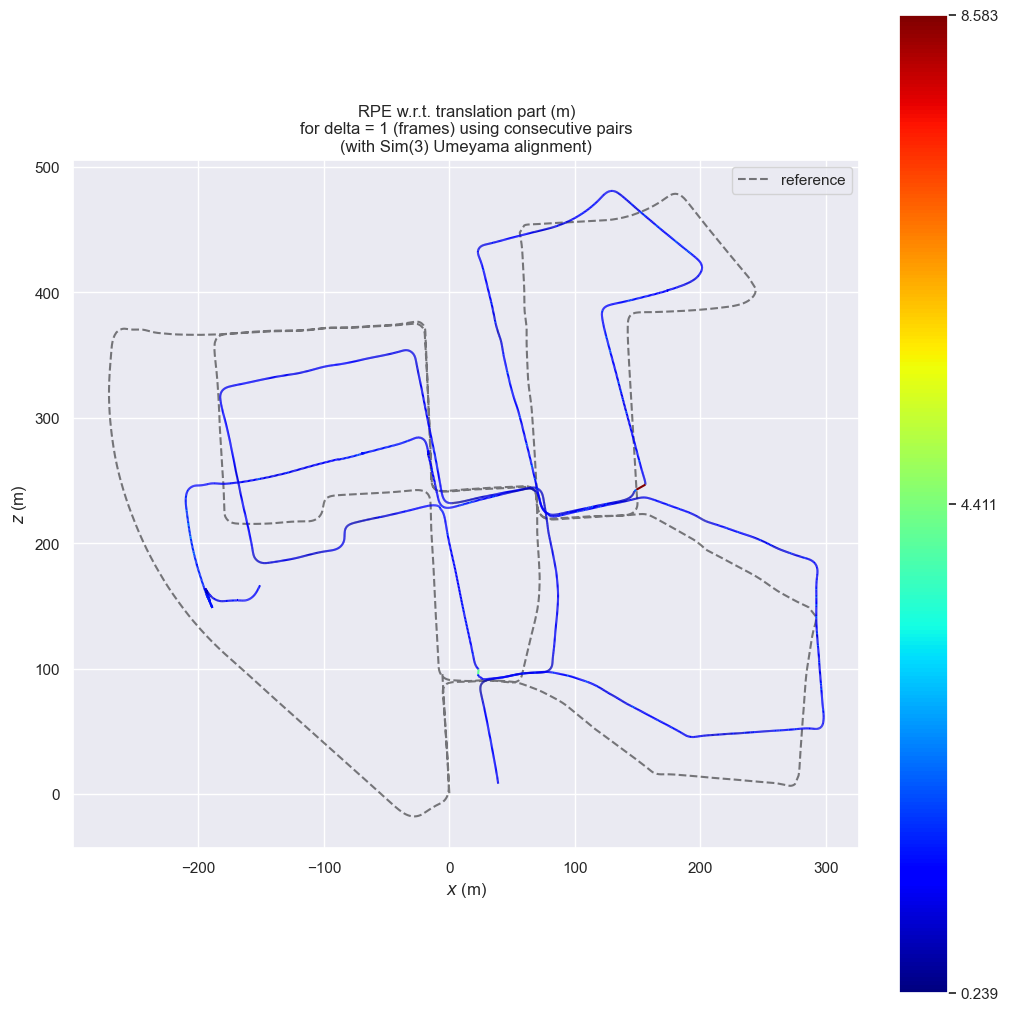 RPE w.r.t. translation part (m)
for delta = 1 (frames) using consecutive pairs
(with Sim(3) Umeyama alignment)
reference
500
400
300
200
100
0
z (m)
−200
−100
0
100
200
300
x (m)
8.583
4.411
0.239